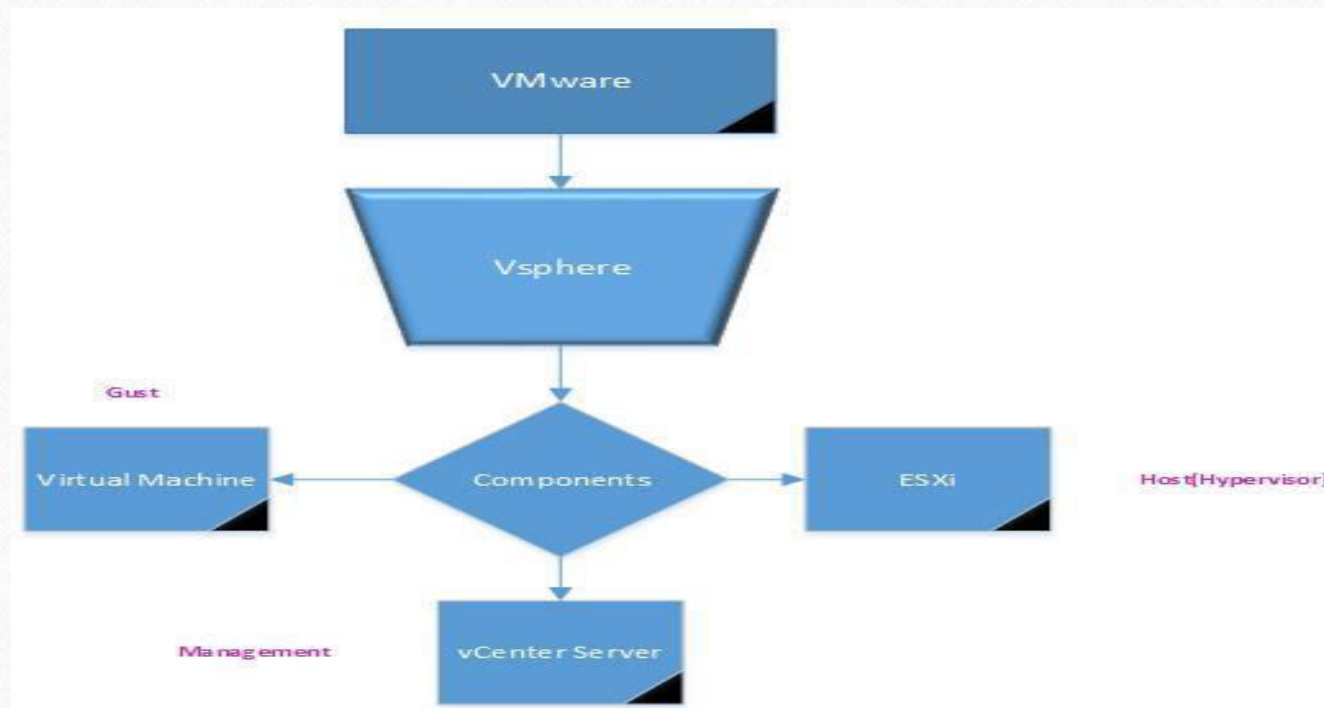 VMware
Vsphere
Gust
Virtual Machine
Components
ESXi
Host[Hypervisor]
Management
vCenter Server